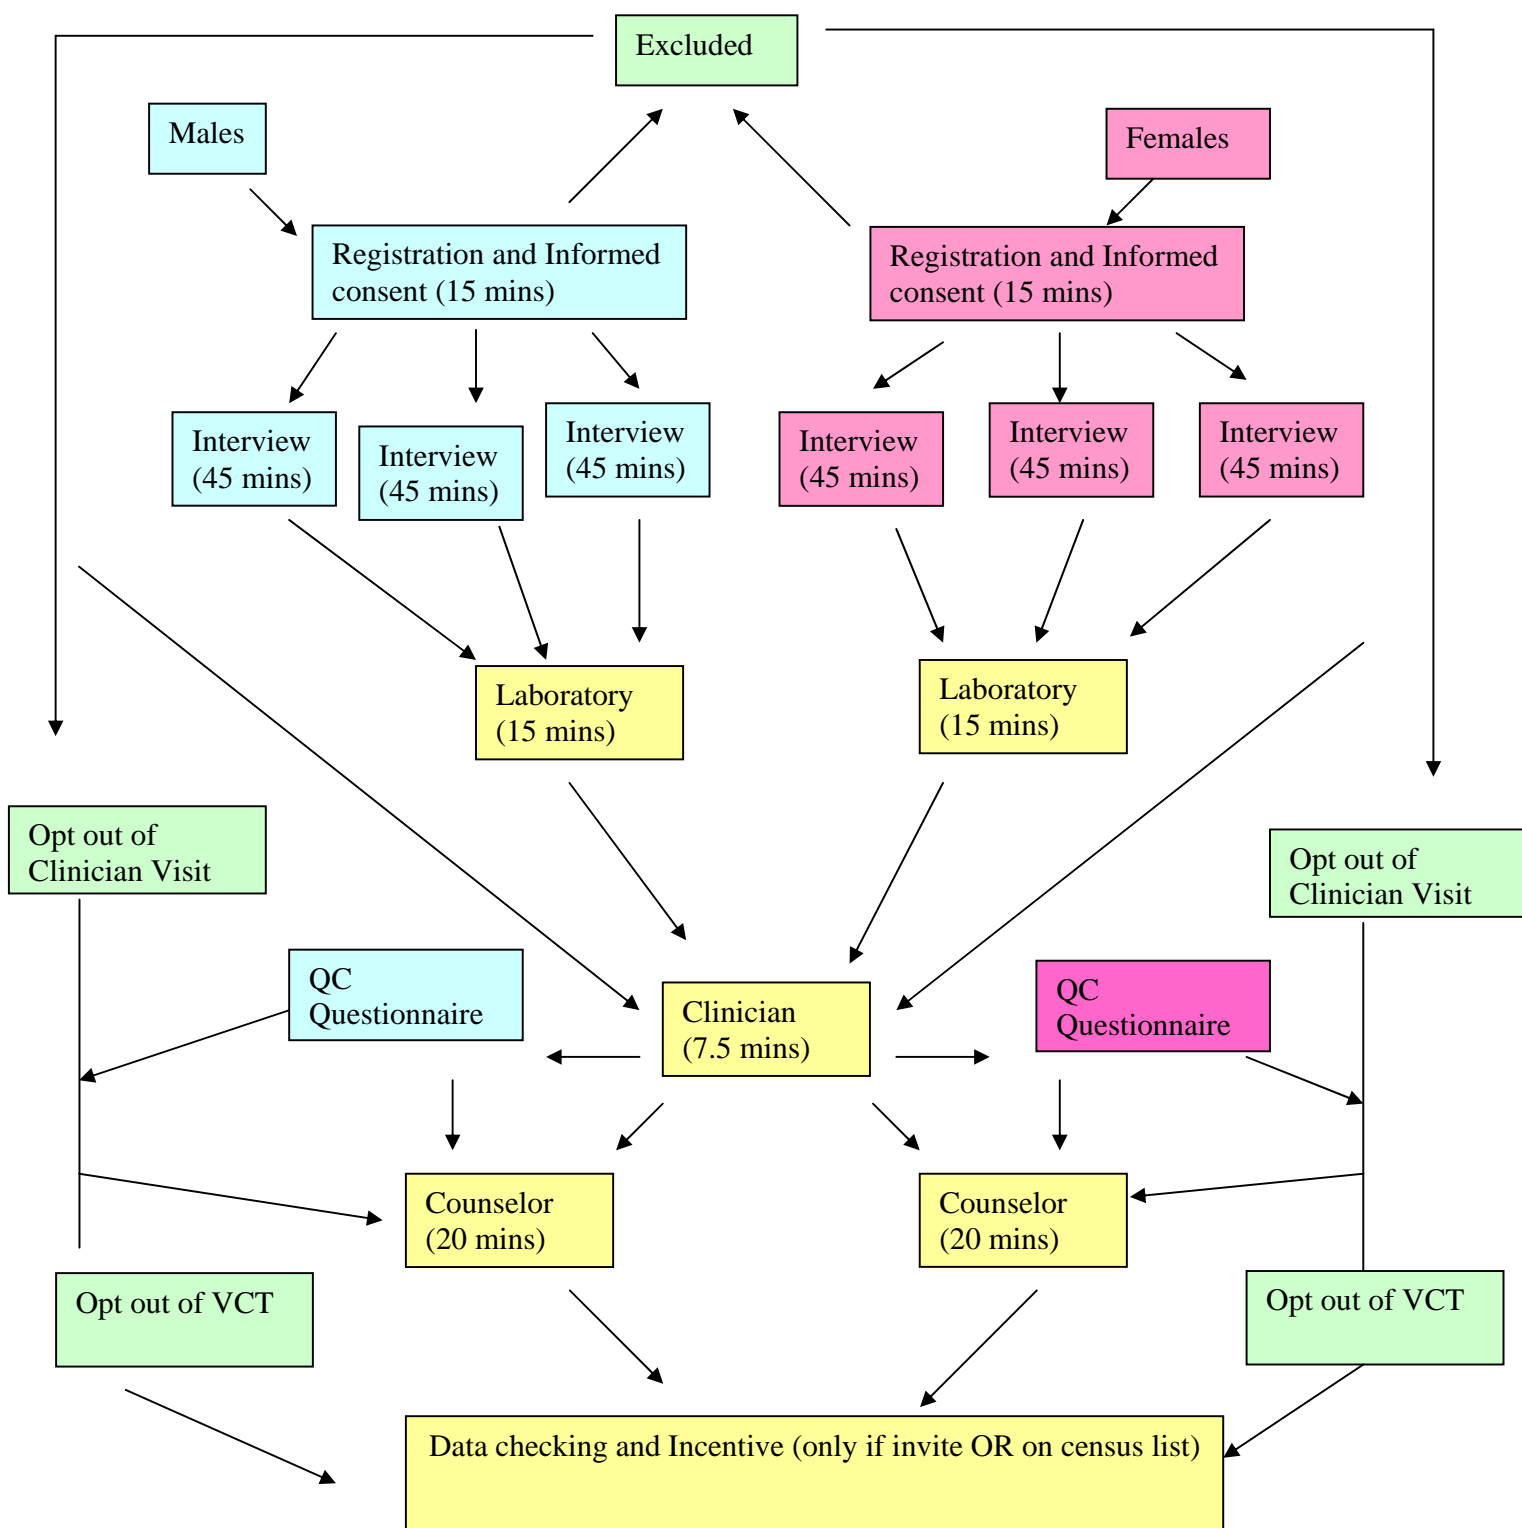 Excluded
Males
Females
Registration and Informed
consent (15 mins)
Registration and Informed
consent (15 mins)
Interview
(45 mins)
Interview
(45 mins)
Interview
(45 mins)
Interview
(45 mins)
Interview
(45 mins)
Interview
(45 mins)
Laboratory
(15 mins)
Laboratory
(15 mins)
Opt out of
Clinician Visit
Opt out of
Clinician Visit
QC
Questionnaire
Clinician
(7.5 mins)
QC
Questionnaire
Counselor
(20 mins)
Counselor
(20 mins)
Opt out of VCT
Opt out of VCT
Data checking and Incentive (only if invite OR on census list)